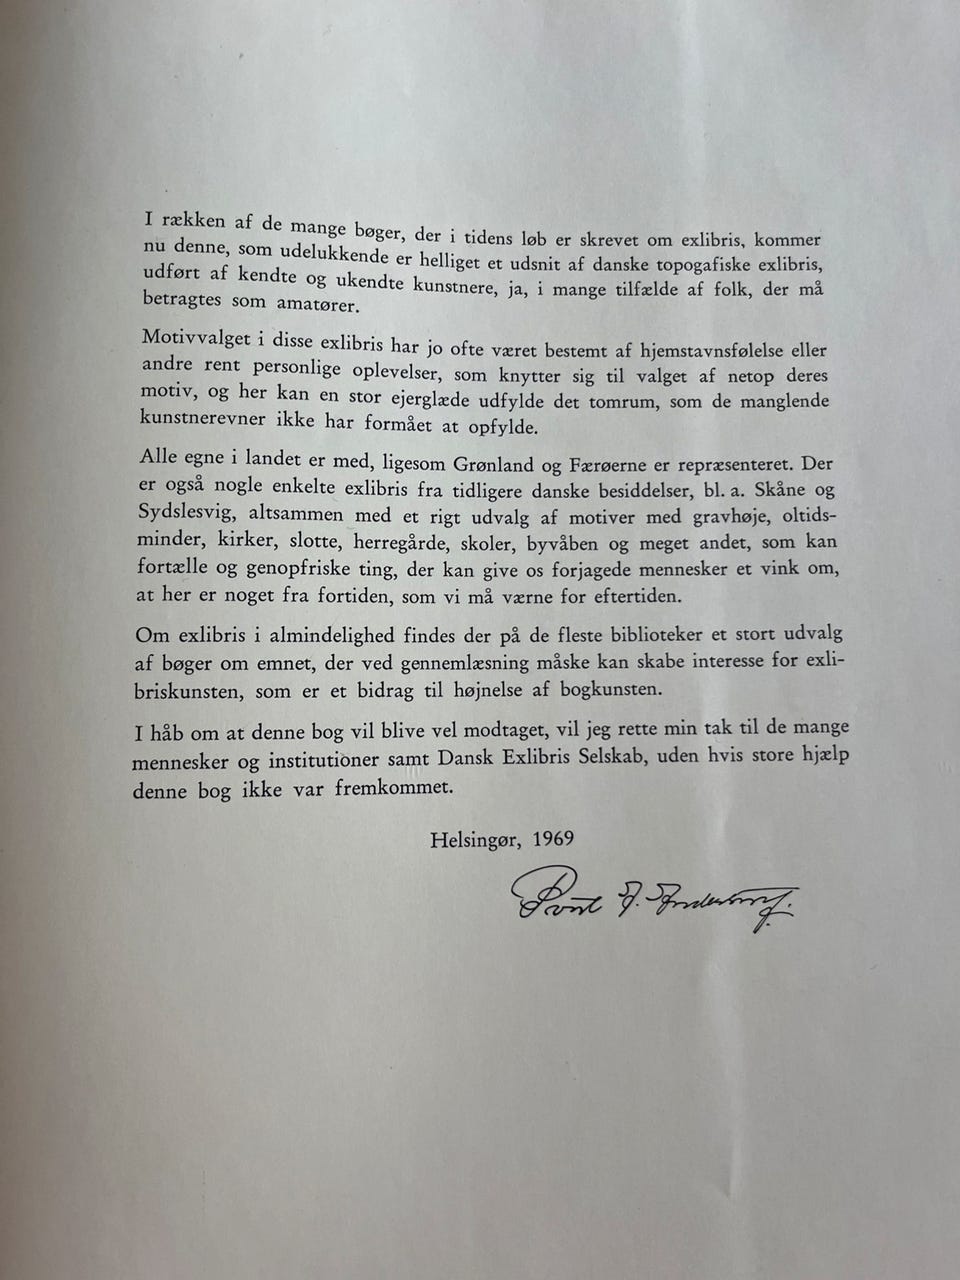 I rækken af de mange bøger, der i tidens løb er skrevet om exlibris, kommer
nu denne, som udelukkende er helliget et udsnit af danske topogafiske exlibris,
udført af kendte og ukendte kunstnere, ja, i mange tilfælde af folk, der må
betragtes som amatører.
Motivvalget i disse exlibris har jo ofte været bestemt af hjemstavnsfølelse eller
andre rent personlige oplevelser, som knytter sig til valget af netop deres
motiv, og her kan en stor ejerglæde udfylde det tomrum, som de manglende
kunstnerevner ikke har formået at opfylde.
Alle egne i landet er med, ligesom Grønland og Færøerne er repræsenteret. Der
er også nogle enkelte exlibris fra tidligere danske besiddelser, bl. a. Skåne og
Sydslesvig, altsammen med et rigt udvalg af motiver med gravhøje, oltids-
minder, kirker, slotte, herregårde, skoler, byvåben og meget andet, som kan
fortælle og genopfriske ting, der kan give os forjagede mennesker et vink om,
at her er noget fra fortiden, som vi må værne for eftertiden.
Om exlibris i almindelighed findes der på de fleste biblioteker et stort udvalg
af bøger om emnet, der ved gennemlæsning måske kan skabe interesse for exli-
briskunsten, som er et bidrag til højnelse af bogkunsten.
I håb om at denne bog vil blive vel modtaget, vil jeg rette min tak til de mange
mennesker og institutioner samt Dansk Exlibris Selskab, uden hvis store hjælp
denne bog ikke var fremkommet.
Helsingør, 1969